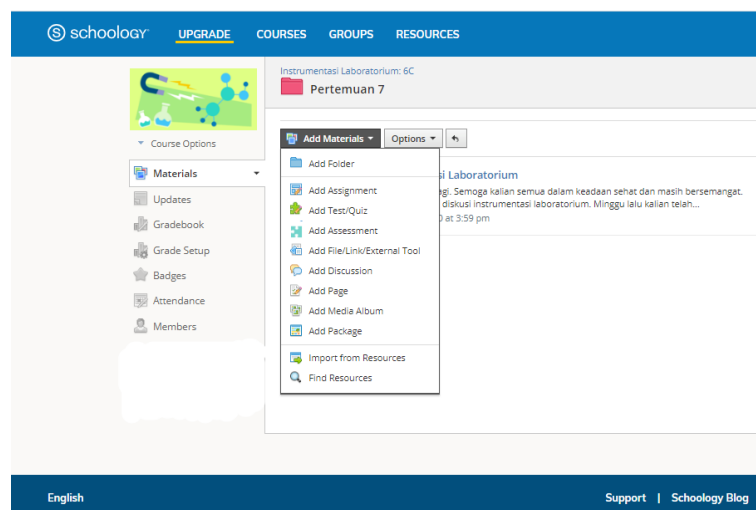 schoology UPGRADE COURSES GROUPS RESOURCES
Instrumentasi Laboratorium: 6C
Pertemuan 7
Course Options
Materials
Updates
Gradebook
Grade Setup
Badges
Attendance
Members
Add Materials Options
Add Folder
Add Assignment
Add Test/Quiz
Add Assessment
Add File/Link/External Tool
Add Discussion
Add Page
Add Media Album
Add Package
Import from Resources
Find Resources
si Laboratorium
agi. Semoga kalian semua dalam keadaan sehat dan masih bersemangat.
diskusi instrumentasi laboratorium. Minggu lalu kalian telah...
at 3:59 pm
English Support | Schoology Blog